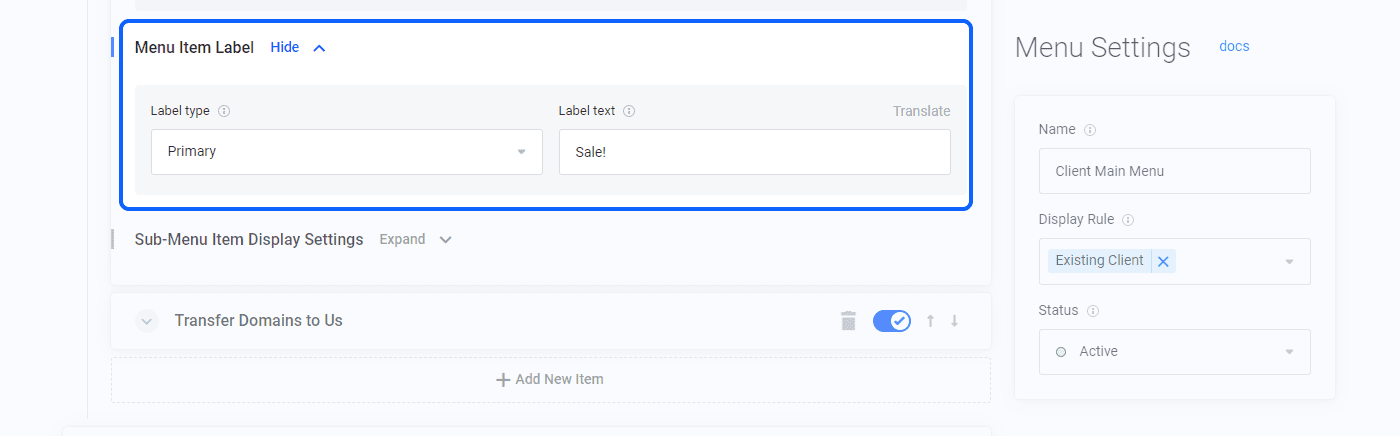 Menu Item Label Hide
Label type
Label text
Translate
Primary
Sale!
Sub-Menu Item Display Settings Expand
Transfer Domains to Us
Add New Item
Menu Settings docs
Name
Client Main Menu
Display Rule
Existing Client
Status
Active